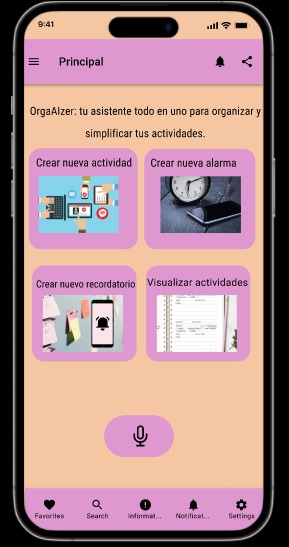 9:41
Principal
OrgaAIzer: tu asistente todo en uno para organizar y
simplificar tus actividades.
Crear nueva actividad
Crear nueva alarma
Crear nuevo recordatorio
Visualizar actividades
Favorites
Search
Informat...
Notificat...
Settings